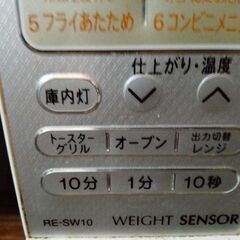 5フライあたため 6コンビニメニ
仕上がり・温度
庫内灯
トースター オーブン 出力切替
グリル レンジ
10分 1分 10秒
RE-SW10 WEIGHT SENSOR